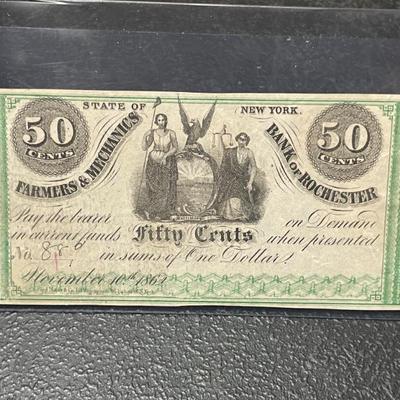 STATE OF NEW YORK.
50 CENTS 50 CENTS
FARMERS & MECHANICS BANK OF ROCHESTER
Pay the bearer on Demand
in current funds Fifty Cents when presented
in sums of One Dollar
November 10th 1862